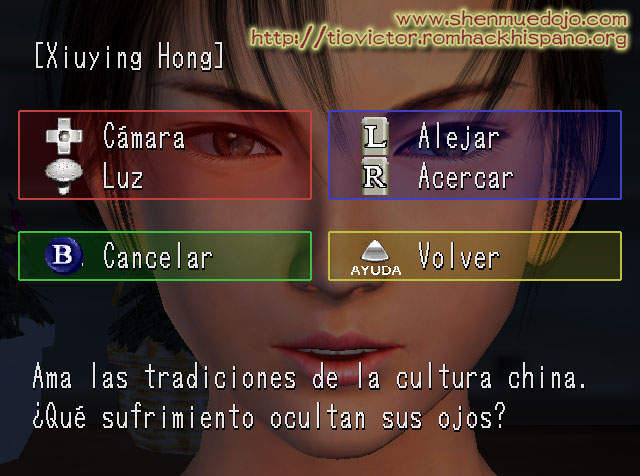 www.shenmuedojo.com
http://tiovictor.romhackhispano.org
[Xiuying Hong]
Cámara
Luz
L Alejar
R Acercar
B Cancelar
AYUDA Volver
Ama las tradiciones de la cultura china.
¿Qué sufrimiento ocultan sus ojos?